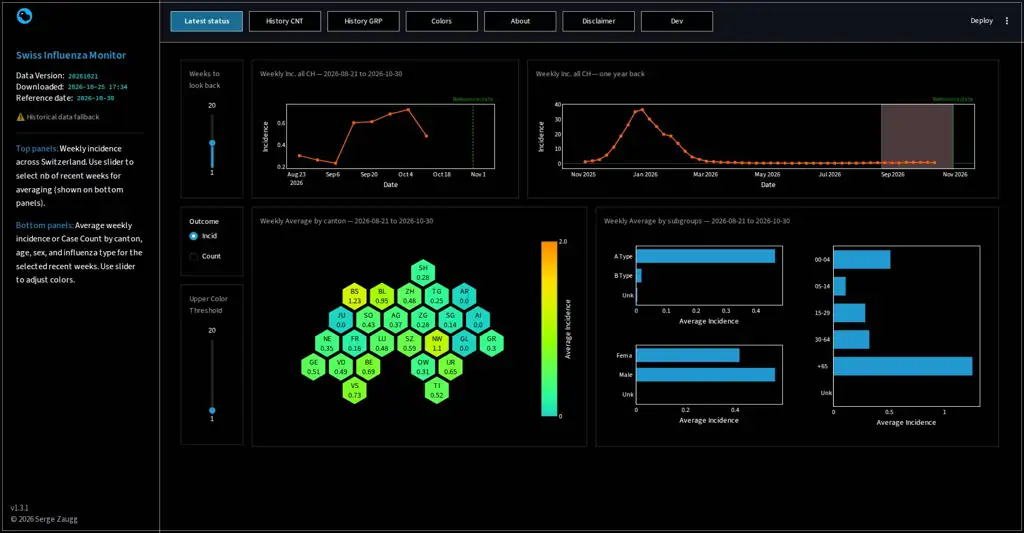 Latest status
History CNT
History GRP
Colors
About
Disclaimer
Dev
Deploy
Swiss Influenza Monitor
Data Version: 20261021
Downloaded: 2026-10-25 17:34
Reference date: 2026-10-30
Historical data fallback
Top panels: Weekly incidence
across Switzerland. Use slider to
select nb of recent weeks for
averaging (shown on bottom
panels).
Bottom panels: Average weekly
incidence or Case Count by canton,
age, sex, and influenza type for the
selected recent weeks. Use slider
to adjust colors.
v1.3.1
© 2026 Serge Zaugg
Weeks to
look back
20
1
Weekly Inc. all CH — 2026-08-21 to 2026-10-30
Reference date
Incidence
0.6
0.4
0.2
Aug 23
2026
Sep 6
Sep 20
Oct 4
Oct 18
Nov 1
Date
Weekly Inc. all CH — one year back
Reference date
Incidence
40
30
20
10
0
Nov 2025
Jan 2026
Mar 2026
May 2026
Jul 2026
Sep 2026
Nov 2026
Date
Outcome
Incid
Count
Upper Color
Threshold
20
1
Weekly Average by canton — 2026-08-21 to 2026-10-30
SH
0.28
BS
1.23
BL
0.95
ZH
0.48
TG
0.25
AR
0.0
JU
0.0
SO
0.43
AG
0.37
ZG
0.28
SG
0.14
AI
0.0
NE
0.35
FR
0.16
LU
0.48
SZ
0.59
NW
1.1
GL
0.0
GR
0.3
GE
0.51
VD
0.49
BE
0.69
OW
0.31
UR
0.65
VS
0.73
TI
0.52
2.0
0
Average Incidence
Weekly Average by subgroups — 2026-08-21 to 2026-10-30
A Type
B Type
Unk
0
0.2
0.4
Average Incidence
Fema
Male
Unk
0
0.2
0.4
Average Incidence
00-04
05-14
15-29
30-64
+65
Unk
0
0.5
1
Average Incidence